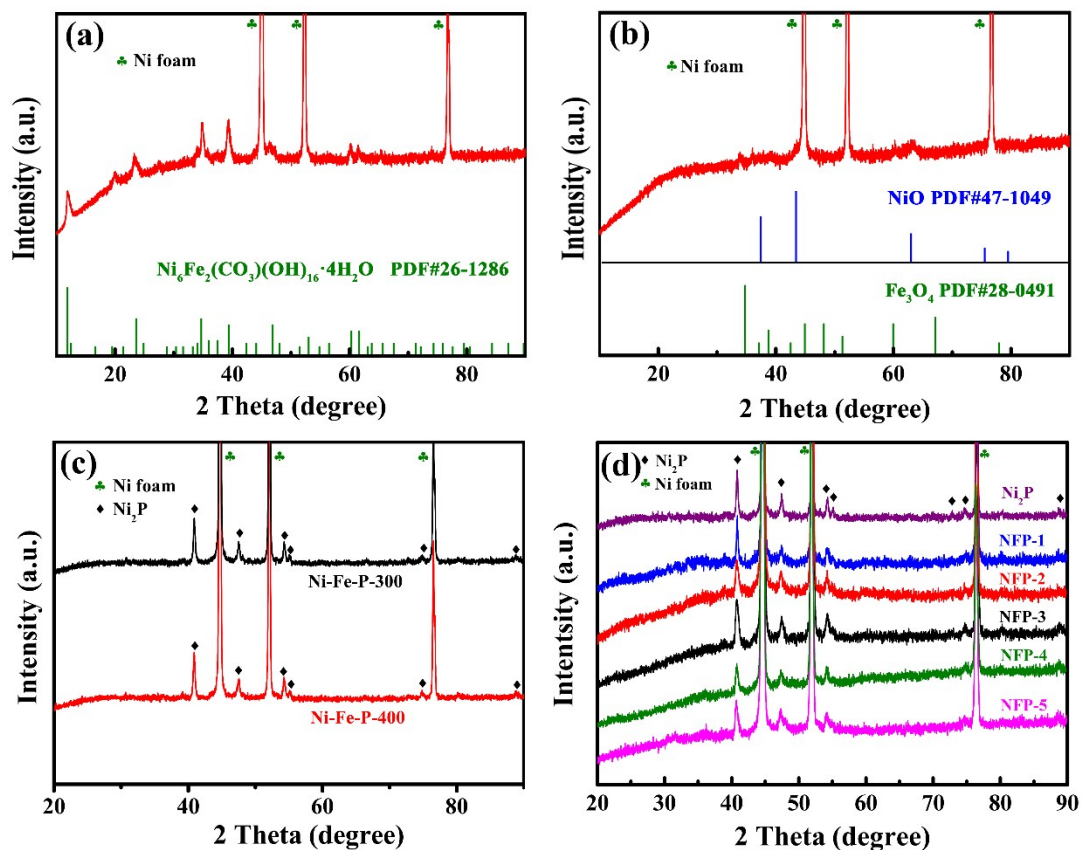 (a)
♣ ♣ ♣
♣ Ni foam
Intensity (a.u.)
Ni₆Fe₂(CO₃)(OH)₁₆·4H₂O PDF#26-1286
20 40 60 80
2 Theta (degree)
(b)
♣ ♣ ♣
♣ Ni foam
Intensity (a.u.)
NiO PDF#47-1049
Fe₃O₄ PDF#28-0491
20 40 60 80
2 Theta (degree)
(c)
♣ ♣ ♣
♣ Ni foam
♦ Ni₂P
Intensity (a.u.)
Ni-Fe-P-300
Ni-Fe-P-400
20 40 60 80
2 Theta (degree)
(d)
♦ Ni₂P
♣ Ni foam
Intentsity (a.u.)
Ni₂P
NFP-1
NFP-2
NFP-3
NFP-4
NFP-5
20 30 40 50 60 70 80 90
2 Theta (degree)